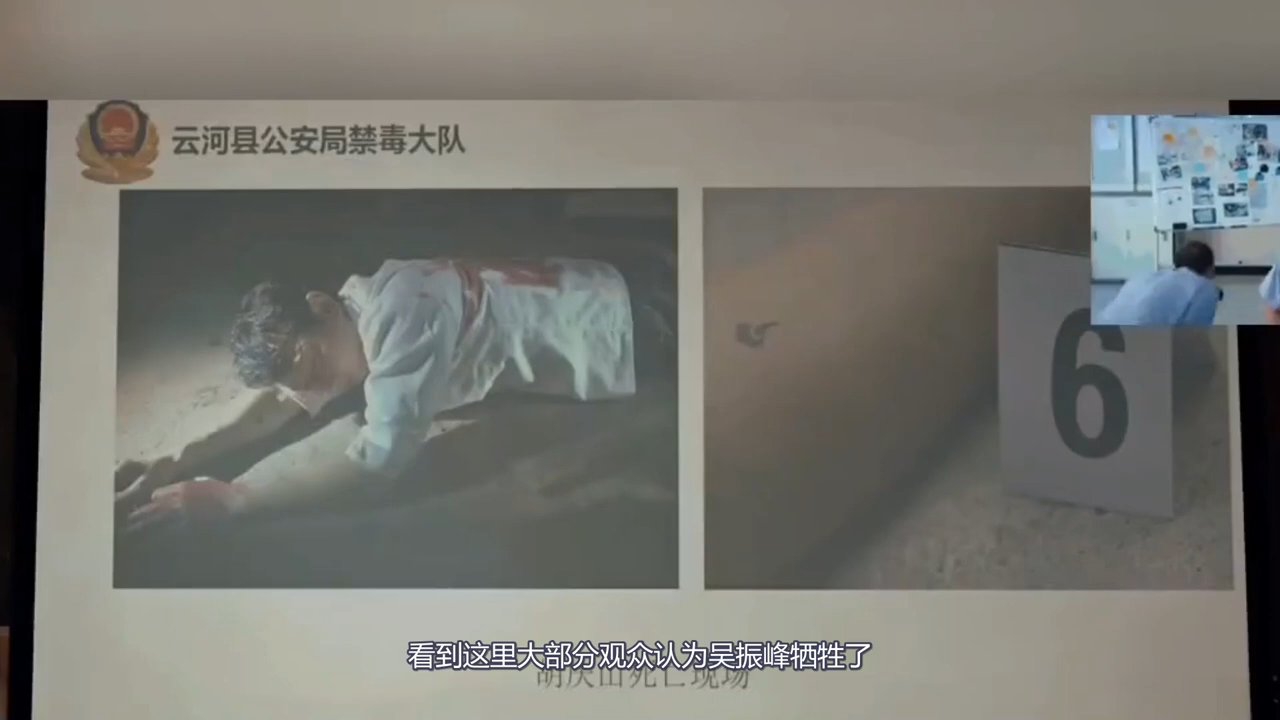 云河县公安局禁毒大队
6
看到这里大部分观众认为吴振峰牺牲了
胡庆山死亡现场